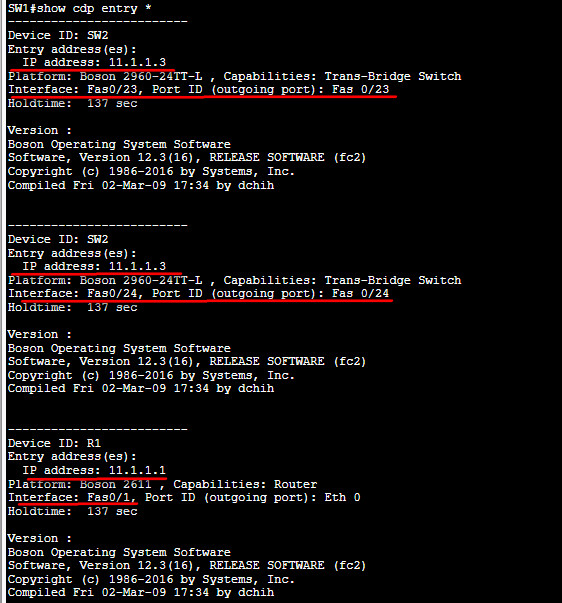 SW1#show cdp entry *
-------------------------
Device ID: SW2
Entry address(es):
  IP address: 11.1.1.3
Platform: Boson 2960-24TT-L , Capabilities: Trans-Bridge Switch
Interface: Fas0/23, Port ID (outgoing port): Fas 0/23
Holdtime:  137 sec

Version :
Boson Operating System Software
Software, Version 12.3(16), RELEASE SOFTWARE (fc2)
Copyright (c) 1986-2016 by Systems, Inc.
Compiled Fri 02-Mar-09 17:34 by dchih

-------------------------
Device ID: SW2
Entry address(es):
  IP address: 11.1.1.3
Platform: Boson 2960-24TT-L , Capabilities: Trans-Bridge Switch
Interface: Fas0/24, Port ID (outgoing port): Fas 0/24
Holdtime:  137 sec

Version :
Boson Operating System Software
Software, Version 12.3(16), RELEASE SOFTWARE (fc2)
Copyright (c) 1986-2016 by Systems, Inc.
Compiled Fri 02-Mar-09 17:34 by dchih

-------------------------
Device ID: R1
Entry address(es):
  IP address: 11.1.1.1
Platform: Boson 2611 , Capabilities: Router
Interface: Fas0/1, Port ID (outgoing port): Eth 0
Holdtime:  137 sec

Version :
Boson Operating System Software
Software, Version 12.3(16), RELEASE SOFTWARE (fc2)
Copyright (c) 1986-2016 by Systems, Inc.
Compiled Fri 02-Mar-09 17:34 by dchih